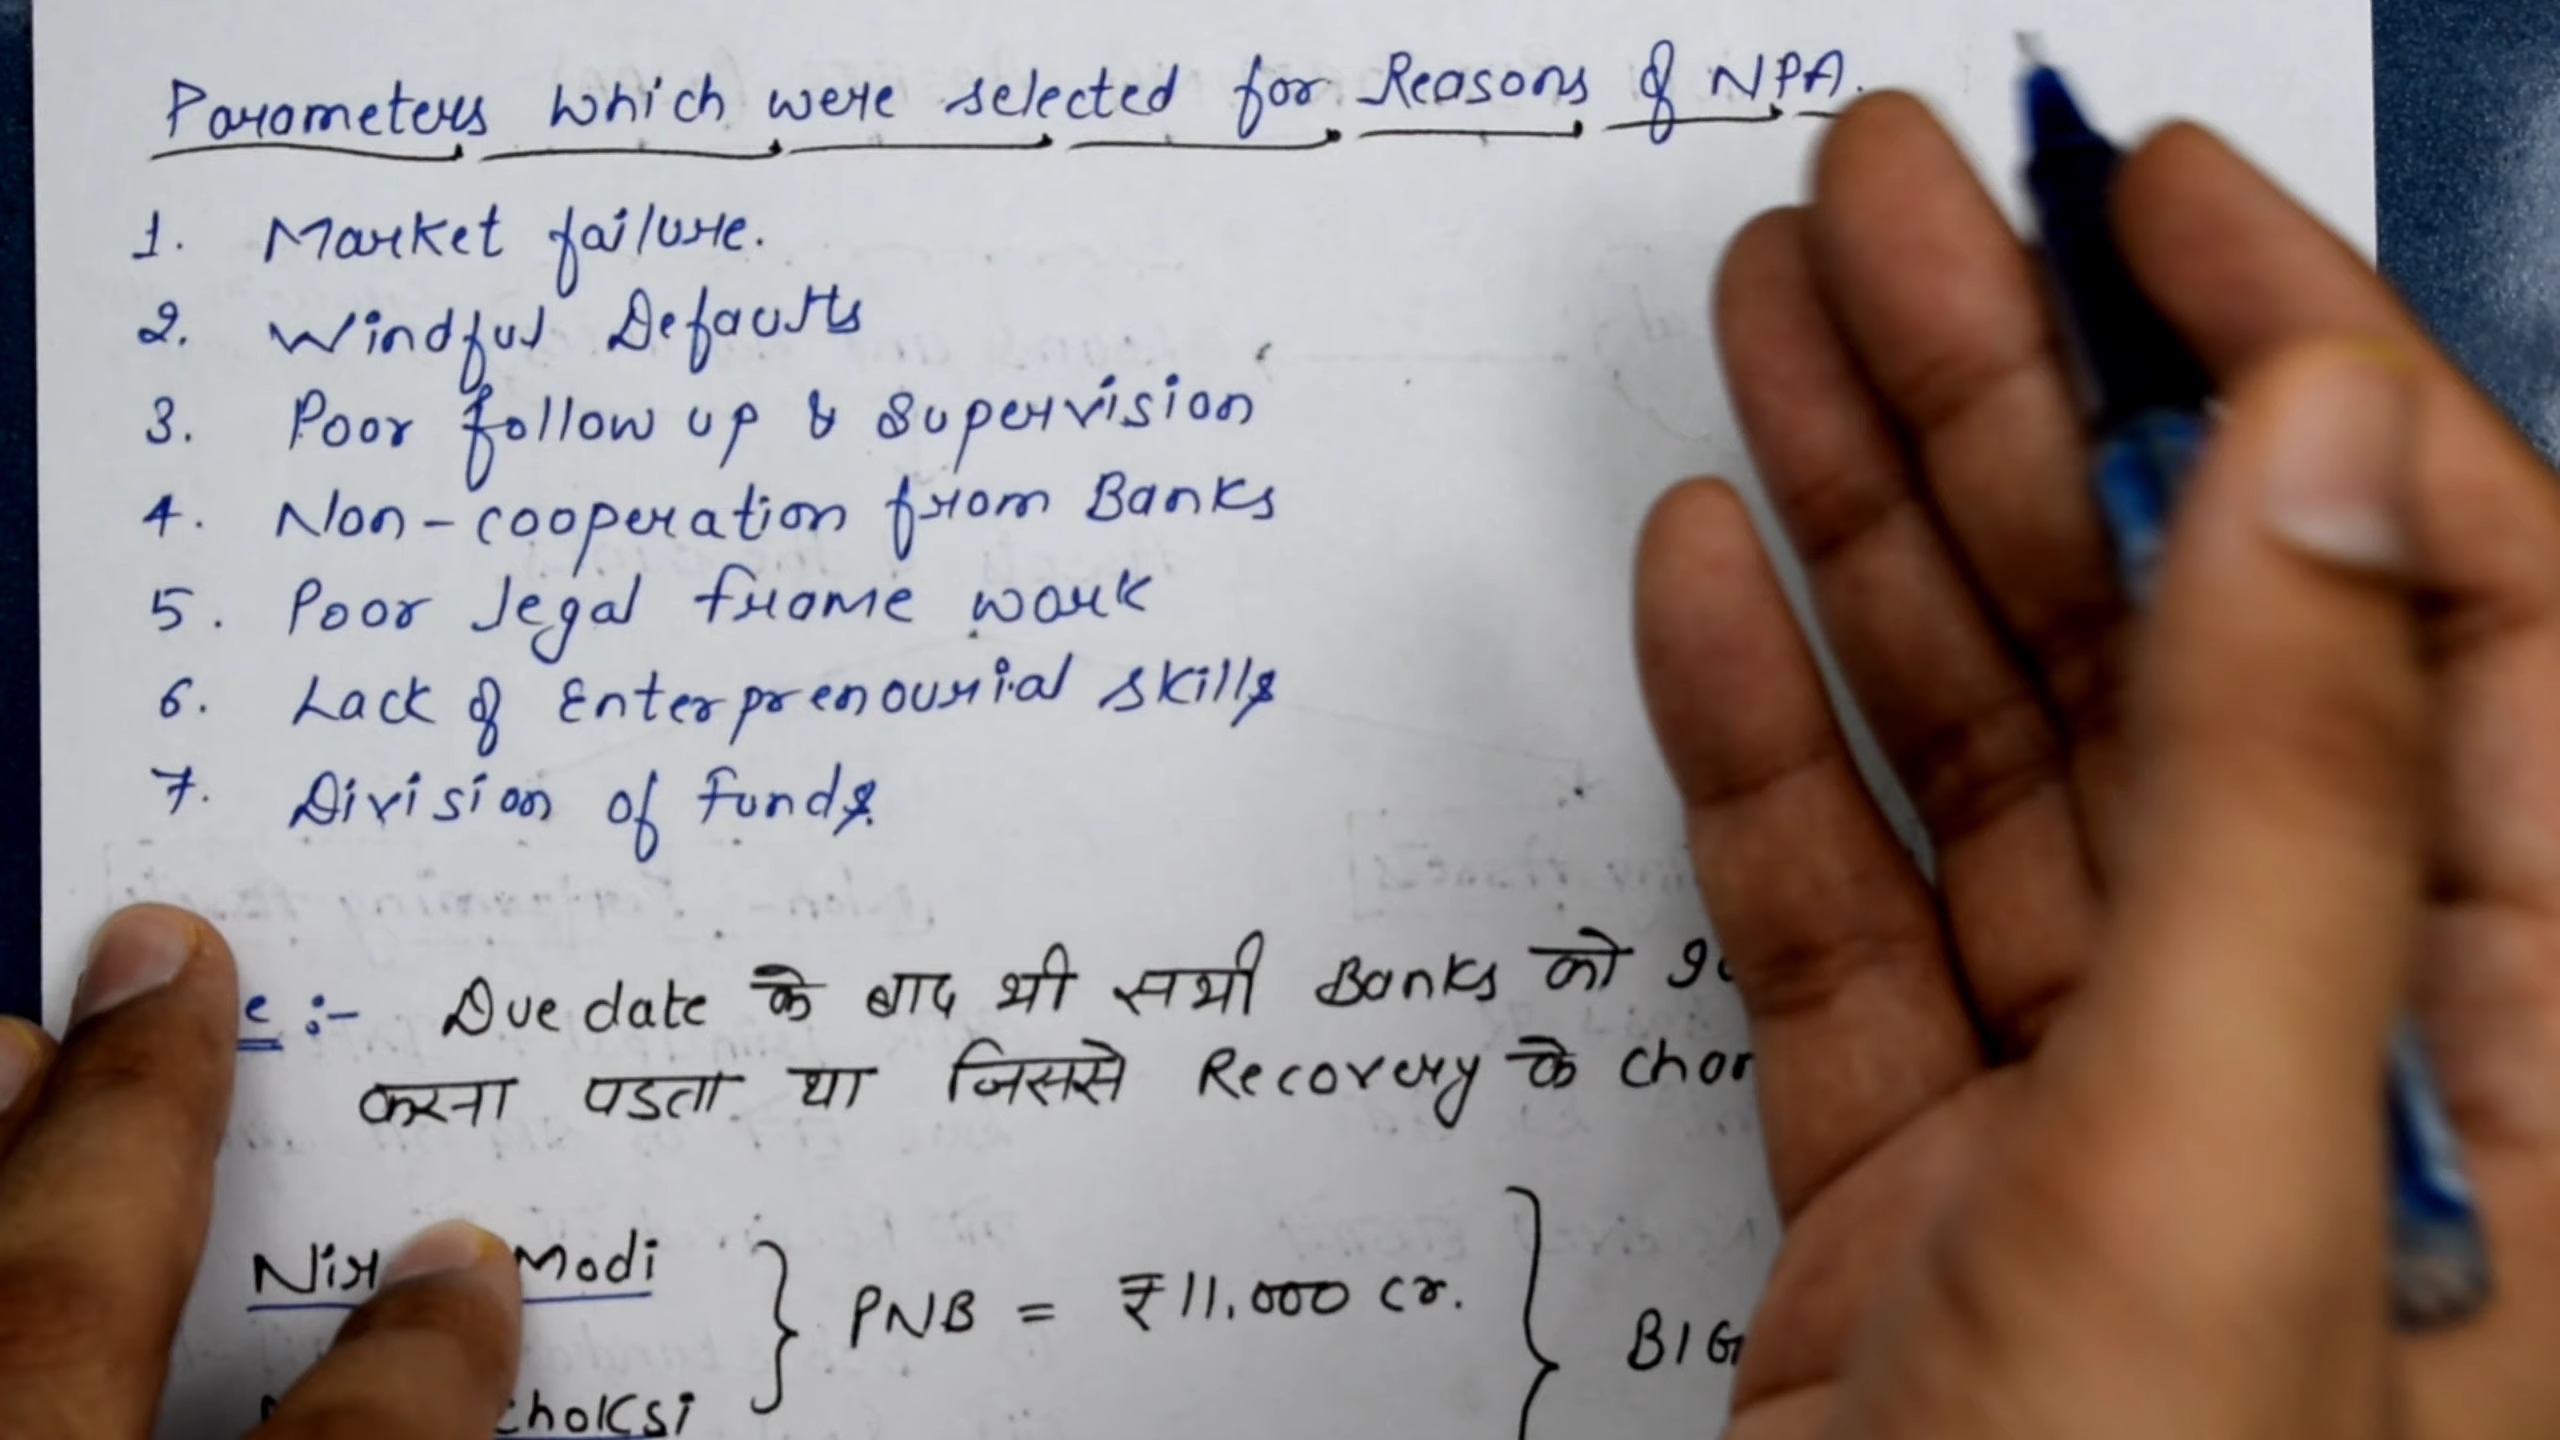 Parameters which were selected for Reasons of NPA.
1. Market failure.
2. Windful Defaults
3. Poor follow up & Supervision
4. Non-cooperation from Banks
5. Poor legal frame work
6. Lack of Enterprenourial skills
7. Division of Funds.
e :- Due date के बाद भी सभी Banks को
करना पडता था जिससे Recovery के
Modi
PNB = ₹11,000 cr.
BIG
choksi